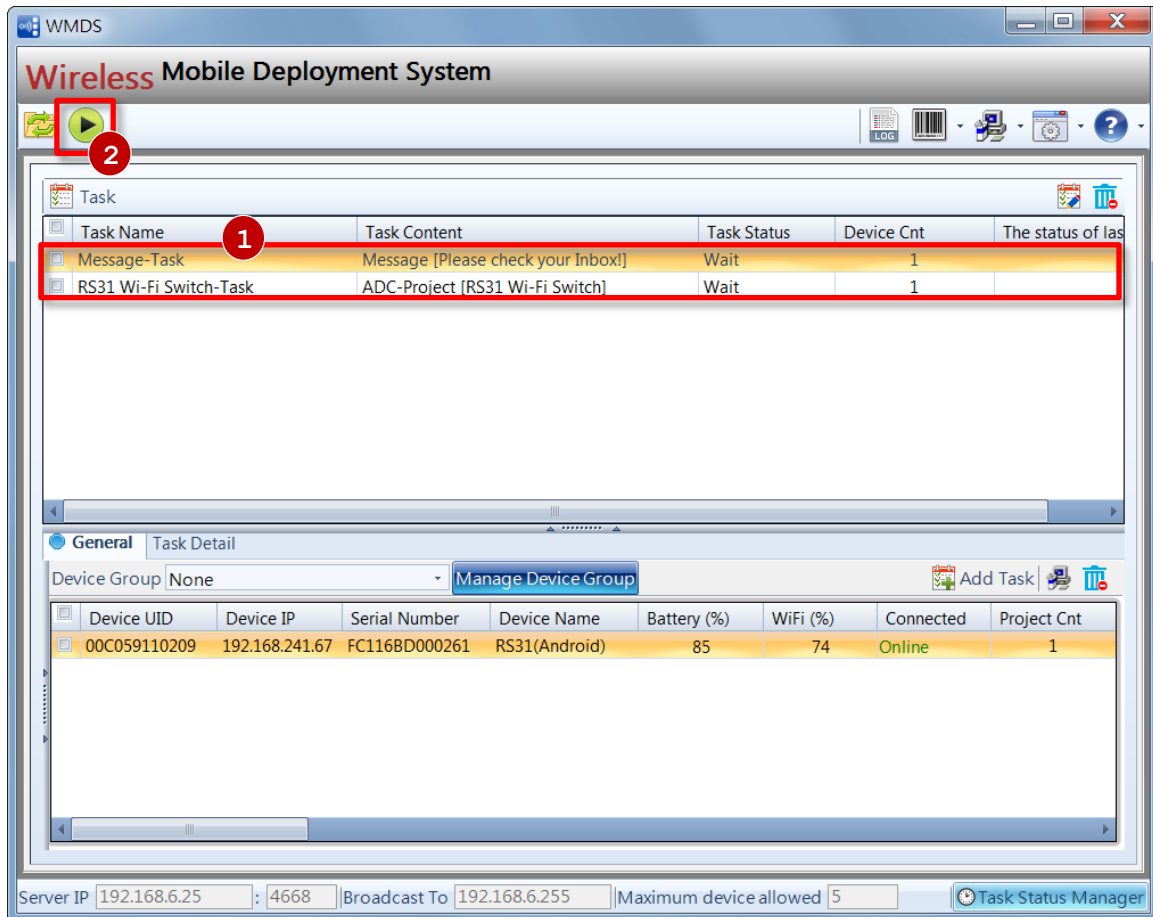 WMDS
Wireless Mobile Deployment System
LOG
2
Task
1
Task Name Task Content Task Status Device Cnt The status of las
Message-Task Message [Please check your Inbox!] Wait 1
RS31 Wi-Fi Switch-Task ADC-Project [RS31 Wi-Fi Switch] Wait 1
General Task Detail
Device Group None Manage Device Group Add Task
Device UID Device IP Serial Number Device Name Battery (%) WiFi (%) Connected Project Cnt
00C059110209 192.168.241.67 FC116BD000261 RS31(Android) 85 74 Online 1
Server IP 192.168.6.25 : 4668 Broadcast To 192.168.6.255 Maximum device allowed 5 Task Status Manager